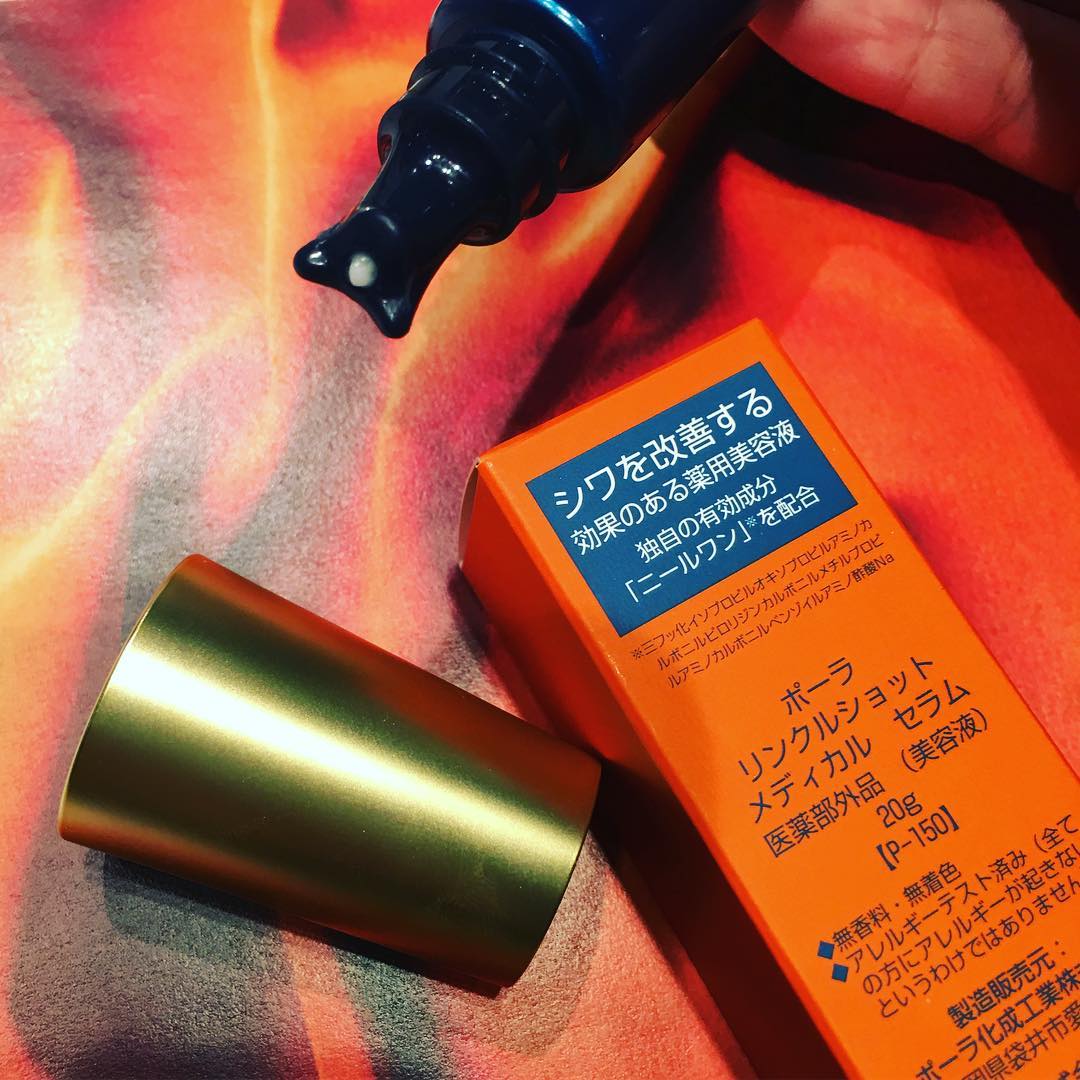 シワを改善する
効果のある薬用美容液
独自の有効成分
「ニールワン」※を配合
※三フッ化イソプロピルオキソプロピルアミノカ
ルボニルピロリジンカルボニルメチルプロピ
ルアミノカルボニルベンゾイルアミノ酢酸Na
ポーラ
リンクルショット
メディカル セラム
医薬部外品 (美容液)
20g
【P-150】
◆無香料・無着色
◆アレルギーテスト済み(全て
の方にアレルギーが起きない
というわけではありません
製造販売元:
ポーラ化成工業株
岡県袋井市愛